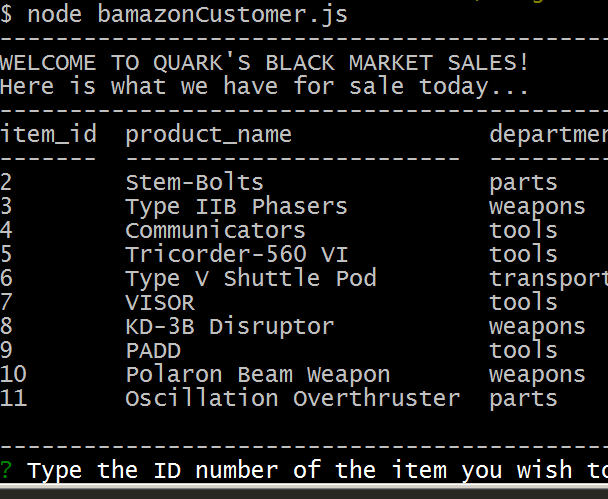 $ node bamazonCustomer.js
--------------------------------------------
WELCOME TO QUARK'S BLACK MARKET SALES!
Here is what we have for sale today...
--------------------------------------------
item_id  product_name              departmen
-------  ------------------------  ---------
2        Stem-Bolts                parts
3        Type IIB Phasers          weapons
4        Communicators             tools
5        Tricorder-560 VI          tools
6        Type V Shuttle Pod        transport
7        VISOR                     tools
8        KD-3B Disruptor           weapons
9        PADD                      tools
10       Polaron Beam Weapon       weapons
11       Oscillation Overthruster  parts
--------------------------------------------
? Type the ID number of the item you wish to